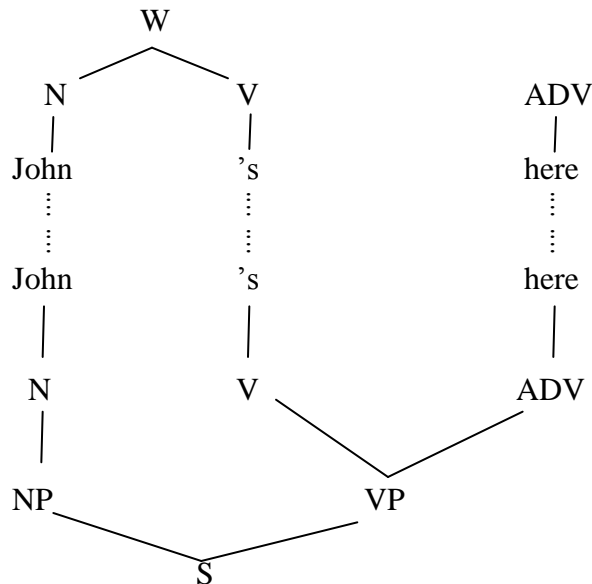 W
N V ADV
John ’s here
John ’s here
N V ADV
NP VP
S